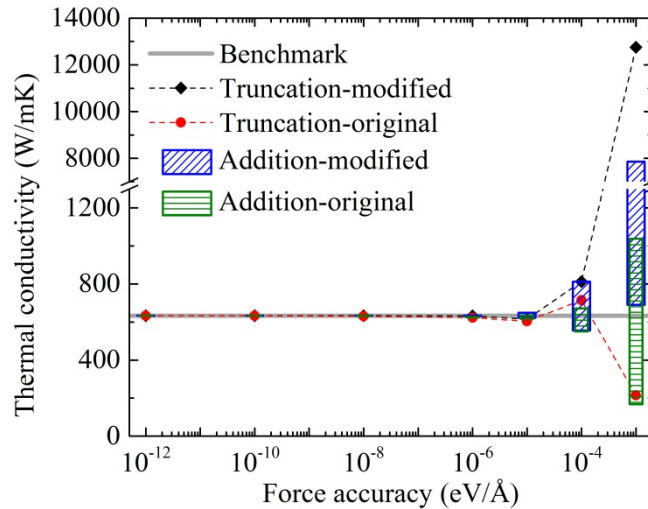 14000
12000
10000
8000
1200
800
400
0
Thermal conductivity (W/mK)
Benchmark
Truncation-modified
Truncation-original
Addition-modified
Addition-original
10⁻¹² 10⁻¹⁰ 10⁻⁸ 10⁻⁶ 10⁻⁴
Force accuracy (eV/Å)